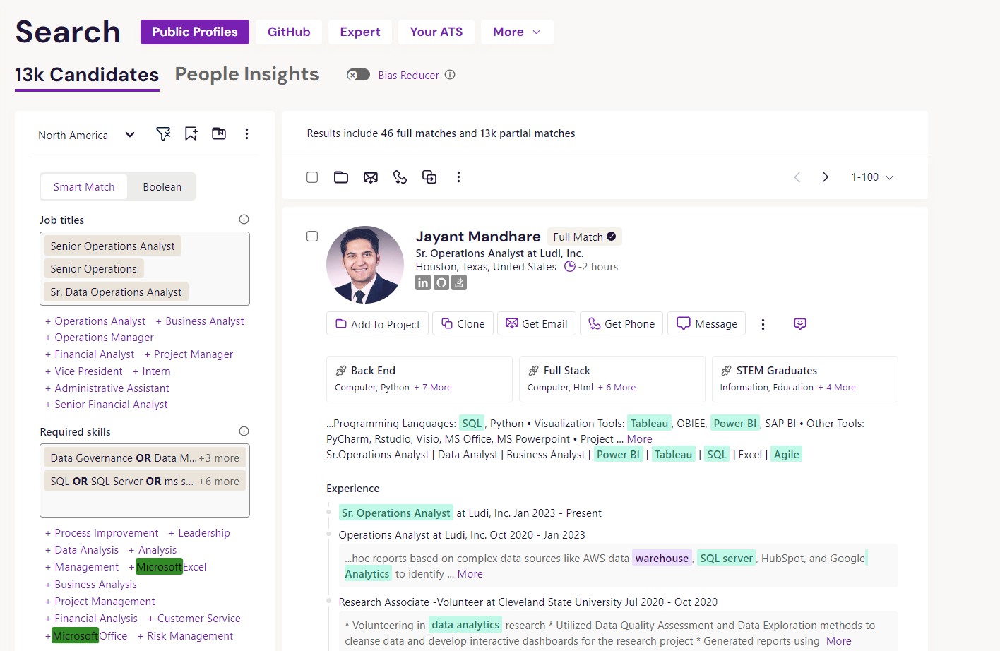 Search
Public Profiles
GitHub
Expert
Your ATS
More
13k Candidates
People Insights
Bias Reducer
North America
Smart Match
Boolean
Job titles
Senior Operations Analyst
Senior Operations
Sr. Data Operations Analyst
+ Operations Analyst + Business Analyst
+ Operations Manager
+ Financial Analyst + Project Manager
+ Vice President + Intern
+ Administrative Assistant
+ Senior Financial Analyst
Required skills
Data Governance OR Data M...+3 more
SQL OR SQL Server OR ms s... +6 more
+ Process Improvement + Leadership
+ Data Analysis + Analysis
+ Management +Microsoft Excel
+ Business Analysis
+ Project Management
+ Financial Analysis + Customer Service
+Microsoft Office + Risk Management
Results include 46 full matches and 13k partial matches
1-100
Jayant Mandhare
Full Match
Sr. Operations Analyst at Ludi, Inc.
Houston, Texas, United States -2 hours
in
Add to Project
Clone
Get Email
Get Phone
Message
Back End
Computer, Python + 7 More
Full Stack
Computer, Html + 6 More
STEM Graduates
Information, Education + 4 More
...Programming Languages: SQL, Python • Visualization Tools: Tableau, OBIEE, Power BI, SAP BI • Other Tools:
PyCharm, Rstudio, Visio, MS Office, MS Powerpoint • Project ... More
Sr.Operations Analyst | Data Analyst | Business Analyst | Power BI | Tableau | SQL | Excel | Agile
Experience
Sr. Operations Analyst at Ludi, Inc. Jan 2023 - Present
Operations Analyst at Ludi, Inc. Oct 2020 - Jan 2023
...hoc reports based on complex data sources like AWS data warehouse, SQL server, HubSpot, and Google
Analytics to identify ... More
Research Associate -Volunteer at Cleveland State University Jul 2020 - Oct 2020
* Volunteering in data analytics research * Utilized Data Quality Assessment and Data Exploration methods to
cleanse data and develop interactive dashboards for the research project * Generated reports using More